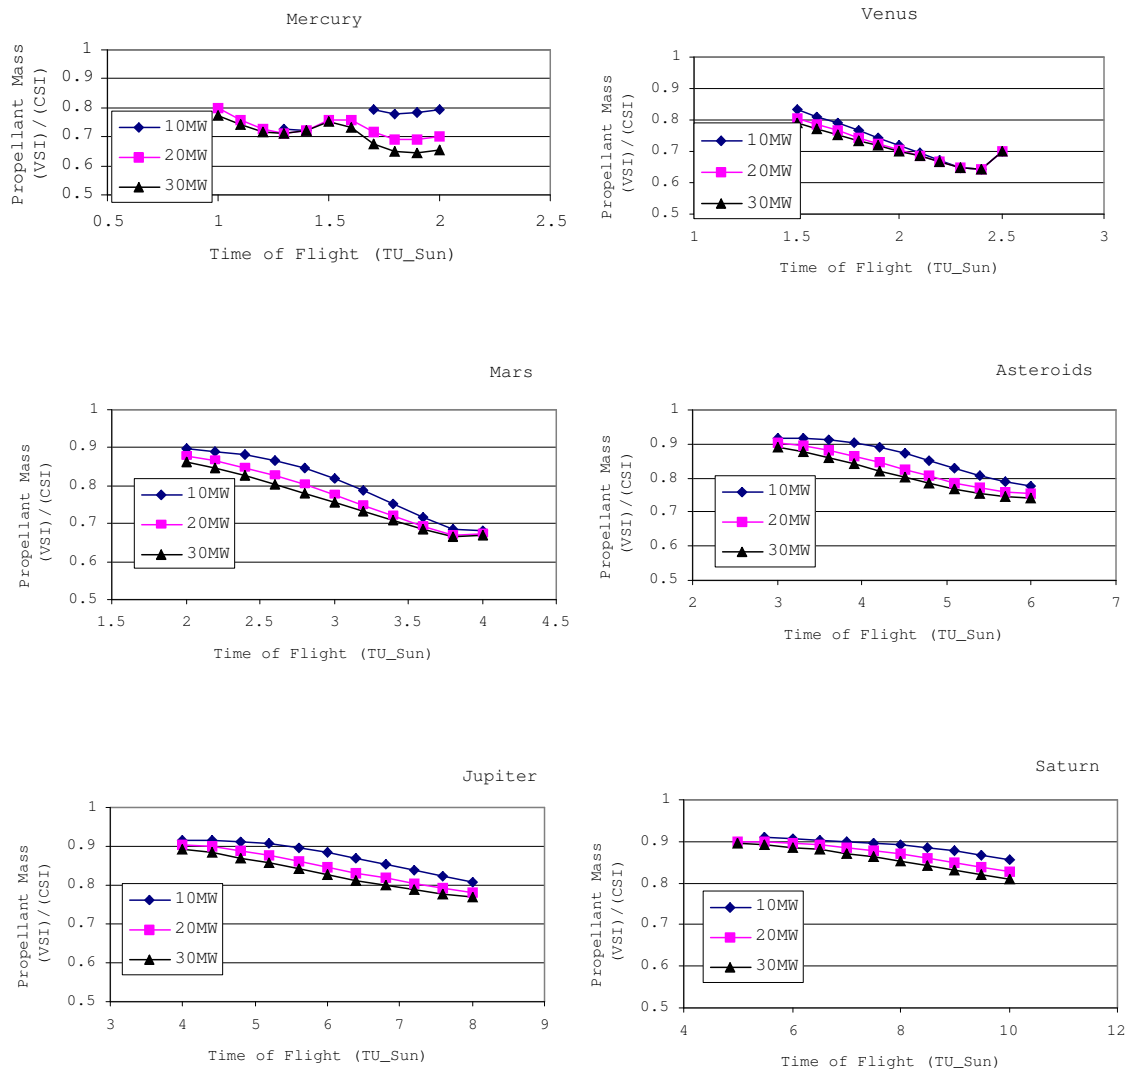 Mercury
Propellant Mass
(VSI)/(CSI)
1
0.9
0.8
0.7
0.6
0.5
10MW
20MW
30MW
0.5
1
1.5
2
2.5
Time of Flight (TU_Sun)
Venus
Propellant Mass
(VSI)/(CSI)
1
0.9
0.8
0.7
0.6
0.5
10MW
20MW
30MW
1
1.5
2
2.5
3
Time of Flight (TU_Sun)
Mars
Propellant Mass
(VSI)/(CSI)
1
0.9
0.8
0.7
0.6
0.5
10MW
20MW
30MW
1.5
2
2.5
3
3.5
4
4.5
Time of Flight (TU_Sun)
Asteroids
Propellant Mass
(VSI)/(CSI)
1
0.9
0.8
0.7
0.6
0.5
10MW
20MW
30MW
2
3
4
5
6
7
Time of Flight (TU_Sun)
Jupiter
Propellant Mass
(VSI)/(CSI)
1
0.9
0.8
0.7
0.6
0.5
10MW
20MW
30MW
3
4
5
6
7
8
9
Time of Flight (TU_Sun)
Saturn
Propellant Mass
(VSI)/(CSI)
1
0.9
0.8
0.7
0.6
0.5
10MW
20MW
30MW
4
6
8
10
12
Time of Flight (TU_Sun)